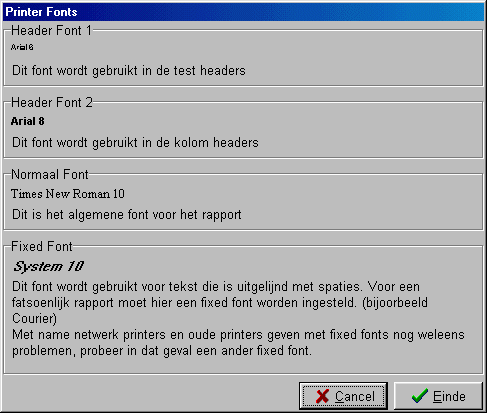 Printer Fonts
Header Font 1
Arial 6
Dit font wordt gebruikt in de test headers
Header Font 2
Arial 8
Dit font wordt gebruikt in de kolom headers
Normaal Font
Times New Roman 10
Dit is het algemene font voor het rapport
Fixed Font
System 10
Dit font wordt gebruikt voor tekst die is uitgelijnd met spaties. Voor een
fatsoenlijk rapport moet hier een fixed font worden ingesteld. (bijoorbeeld
Courier)
Met name netwerk printers en oude printers geven met fixed fonts nog weleens
problemen, probeer in dat geval een ander fixed font.
Cancel
Einde